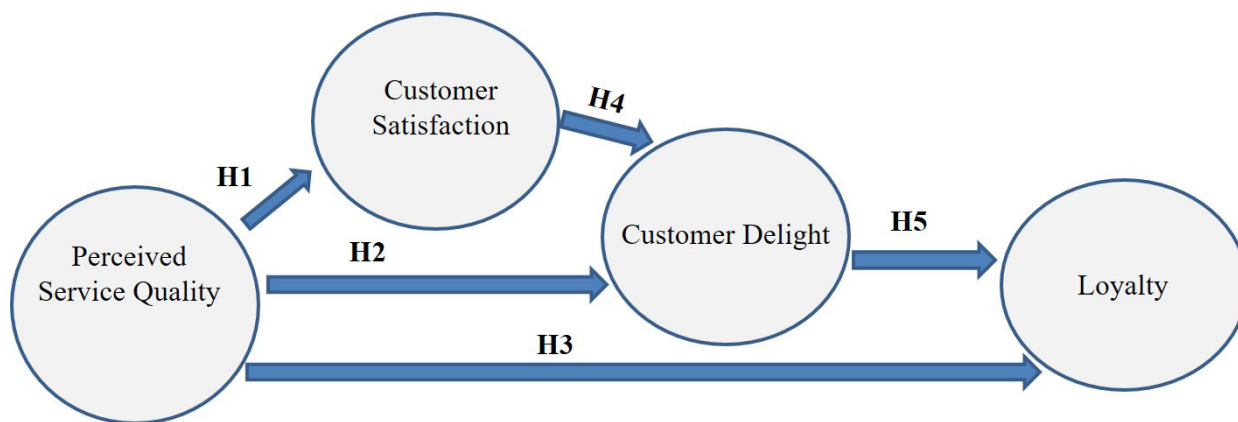 Customer
Satisfaction
H4
H1
Perceived
Service Quality
H2
Customer Delight
H5
Loyalty
H3